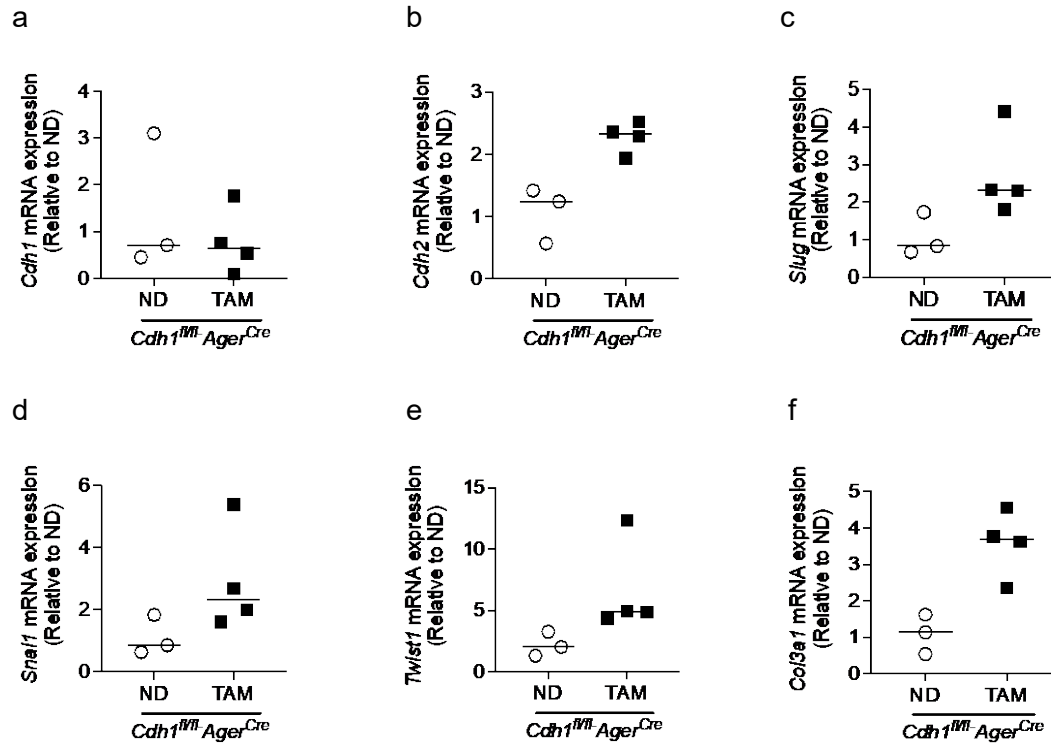 a
Cdh1 mRNA expression
(Relative to ND)
4
3
2
1
0
ND TAM
Cdh1fl/fl-AgerCre
b
Cdh2 mRNA expression
(Relative to ND)
3
2
1
0
ND TAM
Cdh1fl/fl-AgerCre
c
Slug mRNA expression
(Relative to ND)
5
4
3
2
1
0
ND TAM
Cdh1fl/fl-AgerCre
d
Snai1 mRNA expression
(Relative to ND)
6
4
2
0
ND TAM
Cdh1fl/fl-AgerCre
e
Twist1 mRNA expression
(Relative to ND)
15
10
5
0
ND TAM
Cdh1fl/fl-AgerCre
f
Col3a1 mRNA expression
(Relative to ND)
5
4
3
2
1
0
ND TAM
Cdh1fl/fl-AgerCre